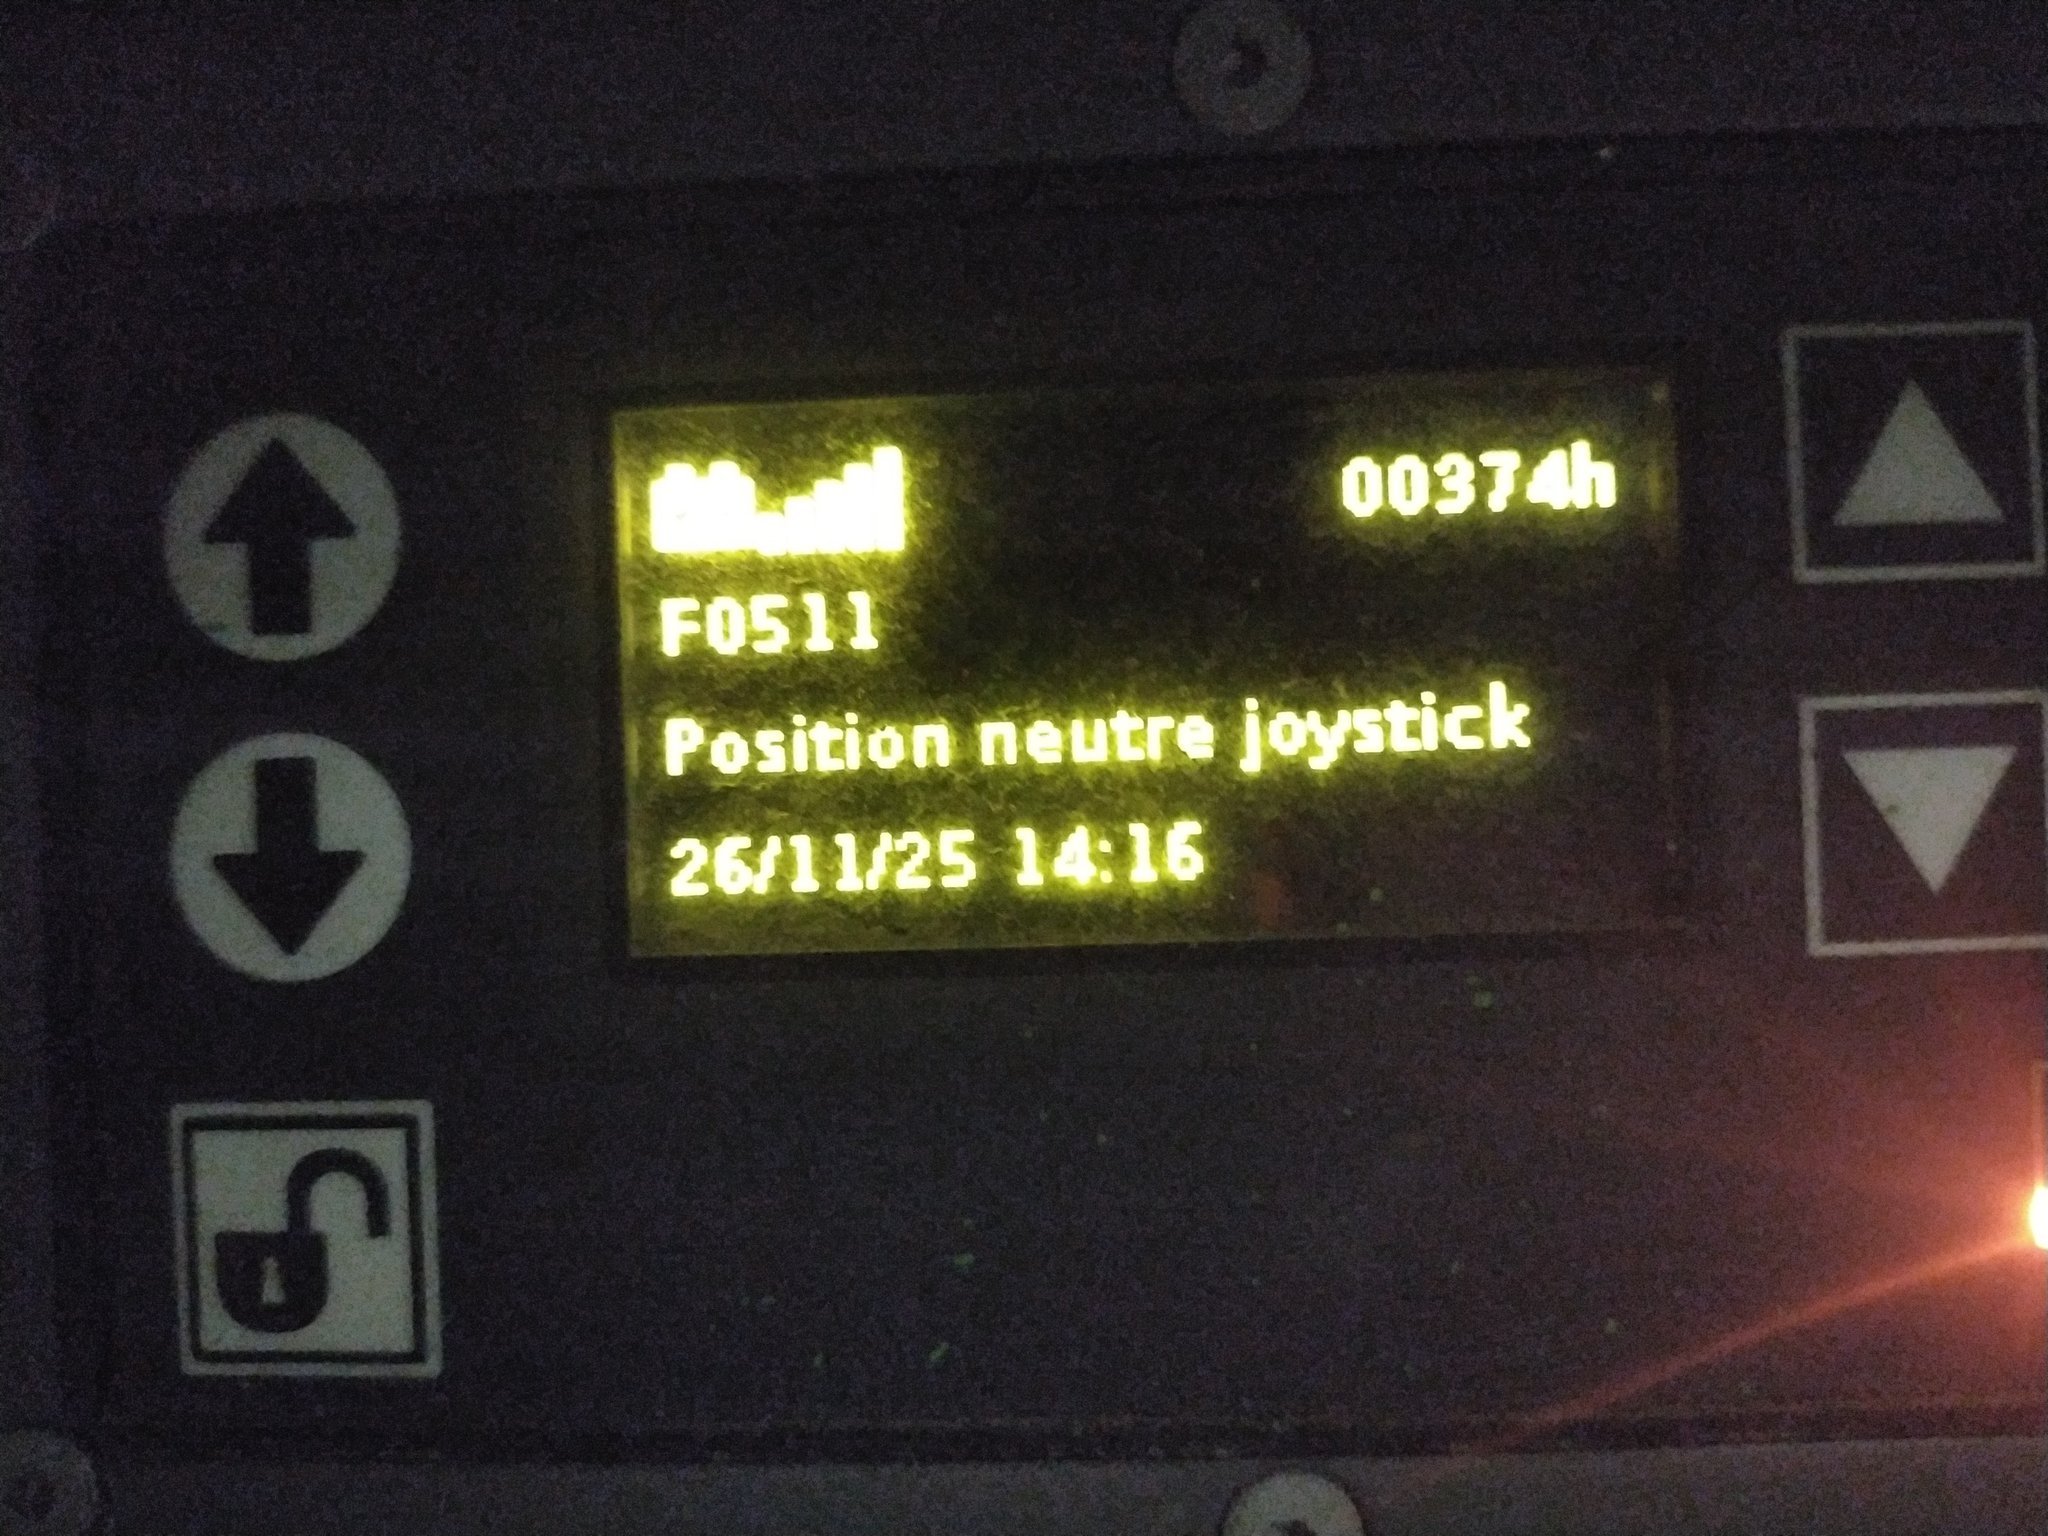 00374h
F0511
Position neutre joystick
26/11/25 14:16